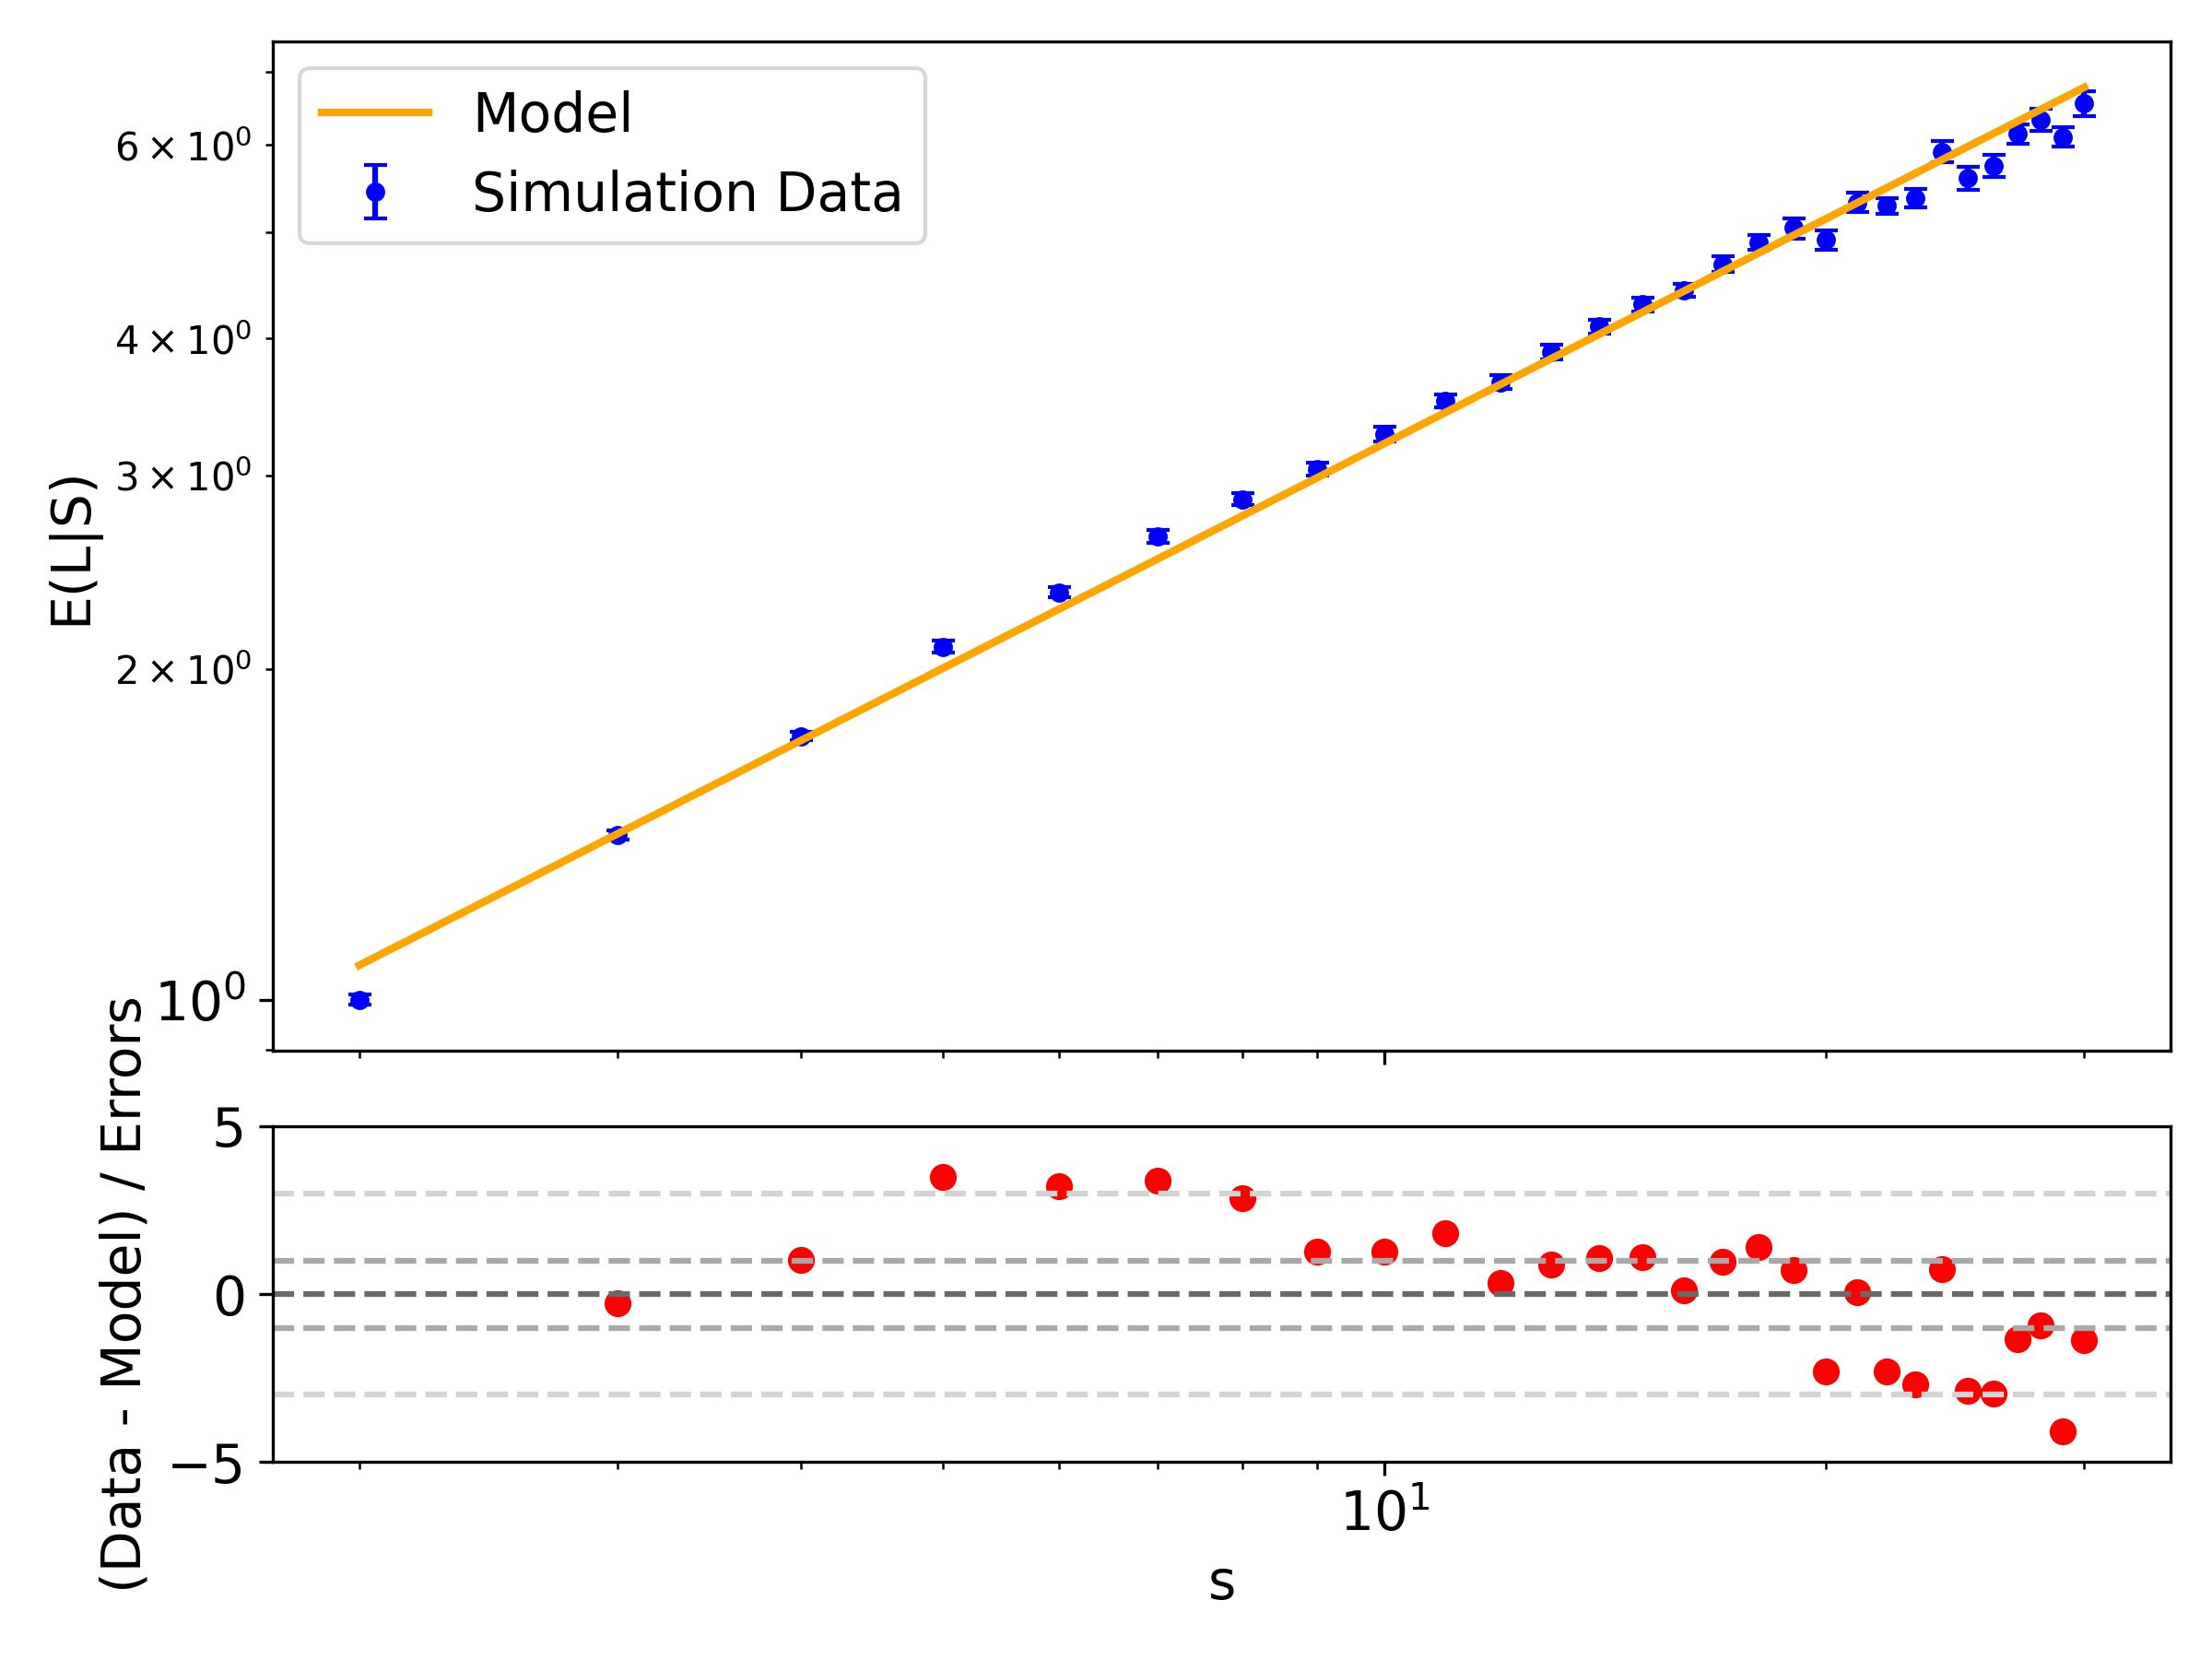 Model
Simulation Data
6 × 10⁰
4 × 10⁰
3 × 10⁰
2 × 10⁰
10⁰
E(L|S)
5
0
−5
(Data - Model) / Errors
10¹
s